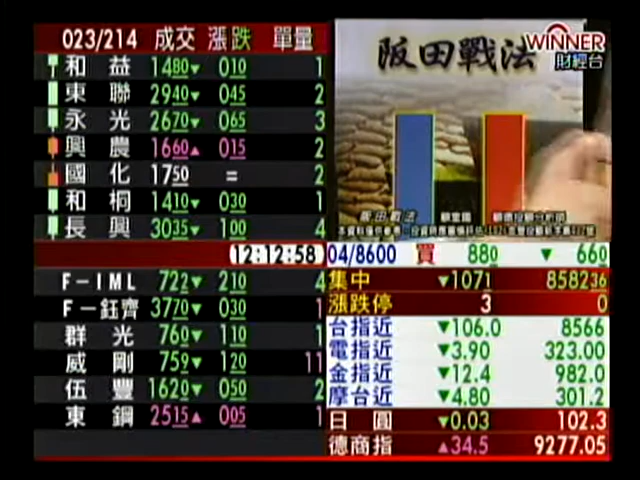 023/214 成交 漲跌 單量
和益 1480▼ 010 1
東聯 2940▼ 045 2
永光 2670▼ 065 3
興農 1660▲ 015 2
國化 1750 = 2
和桐 1410▼ 030 1
長興 3035▼ 100 4
阪田戰法
WINNER
財經台
阪田戰法
12:12:58
04/8600 買 880 ▼ 660
F-IML 722▼ 210 4
F-鈺齊 3770▼ 030 1
群光 760▼ 110 1
威剛 759▼ 120 11
伍豐 1620▼ 050 2
東鋼 2515▲ 005 1
集中 ▼1071 858236
漲跌停 3 0
台指近 ▼106.0 8566
電指近 ▼3.90 323.00
金指近 ▼12.4 982.0
摩台近 ▼4.80 301.2
日圓 ▼0.03 102.3
德商指 ▲34.5 9277.05